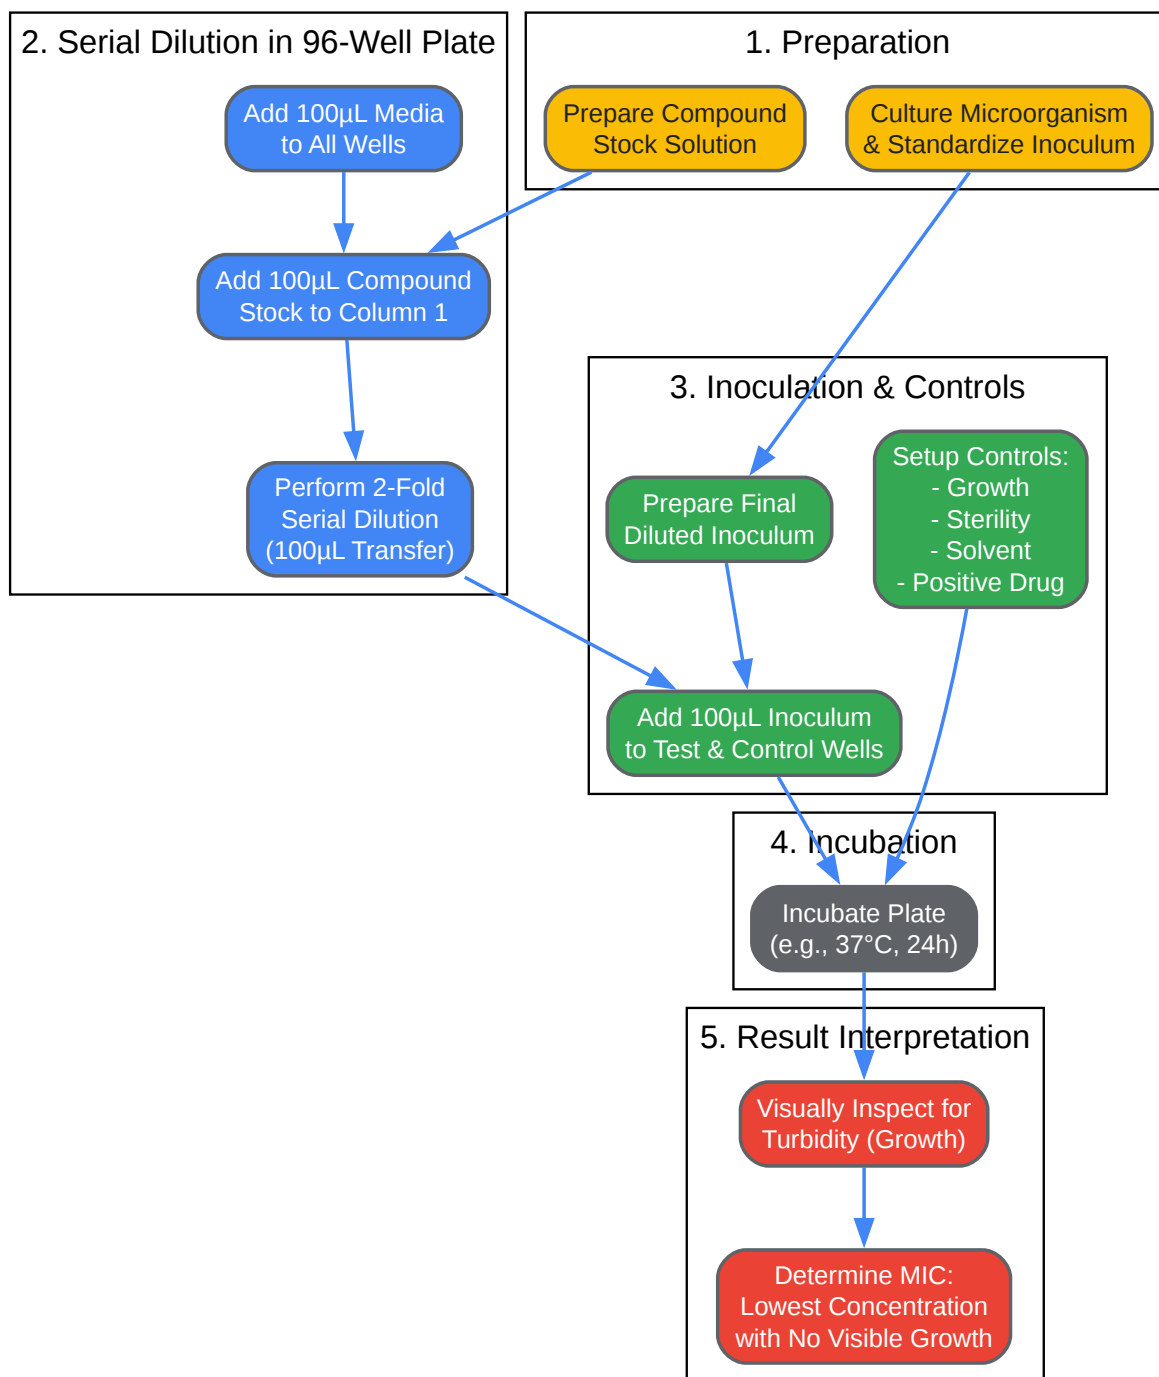 2. Serial Dilution in 96-Well Plate
Add 100µL Media
to All Wells
Add 100µL Compound
Stock to Column 1
Perform 2-Fold
Serial Dilution
(100µL Transfer)
1. Preparation
Prepare Compound
Stock Solution
Culture Microorganism
& Standardize Inoculum
3. Inoculation & Controls
Prepare Final
Diluted Inoculum
Setup Controls:
- Growth
- Sterility
- Solvent
- Positive Drug
Add 100µL Inoculum
to Test & Control Wells
4. Incubation
Incubate Plate
(e.g., 37°C, 24h)
5. Result Interpretation
Visually Inspect for
Turbidity (Growth)
Determine MIC:
Lowest Concentration
with No Visible Growth